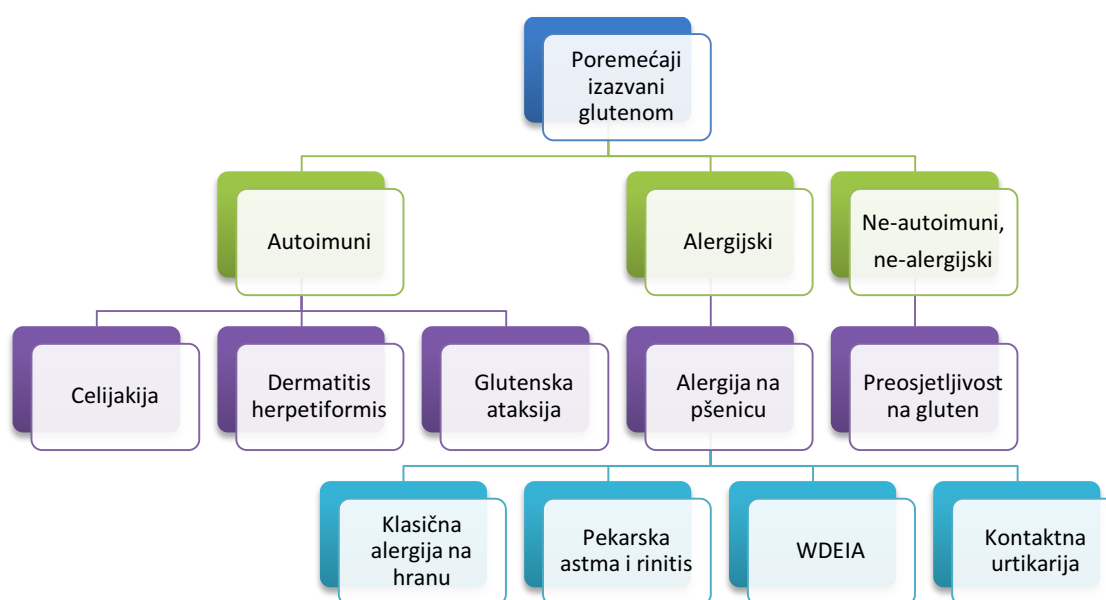 Poremećaji
izazvani
glutenom
Autoimuni
Alergijski
Ne-autoimuni,
ne-alergijski
Celijakija
Dermatitis
herpetiformis
Glutenska
ataksija
Alergija na
pšenicu
Preosjetljivost
na gluten
Klasična
alergija na
hranu
Pekarska
astma i rinitis
WDEIA
Kontaktna
urtikarija